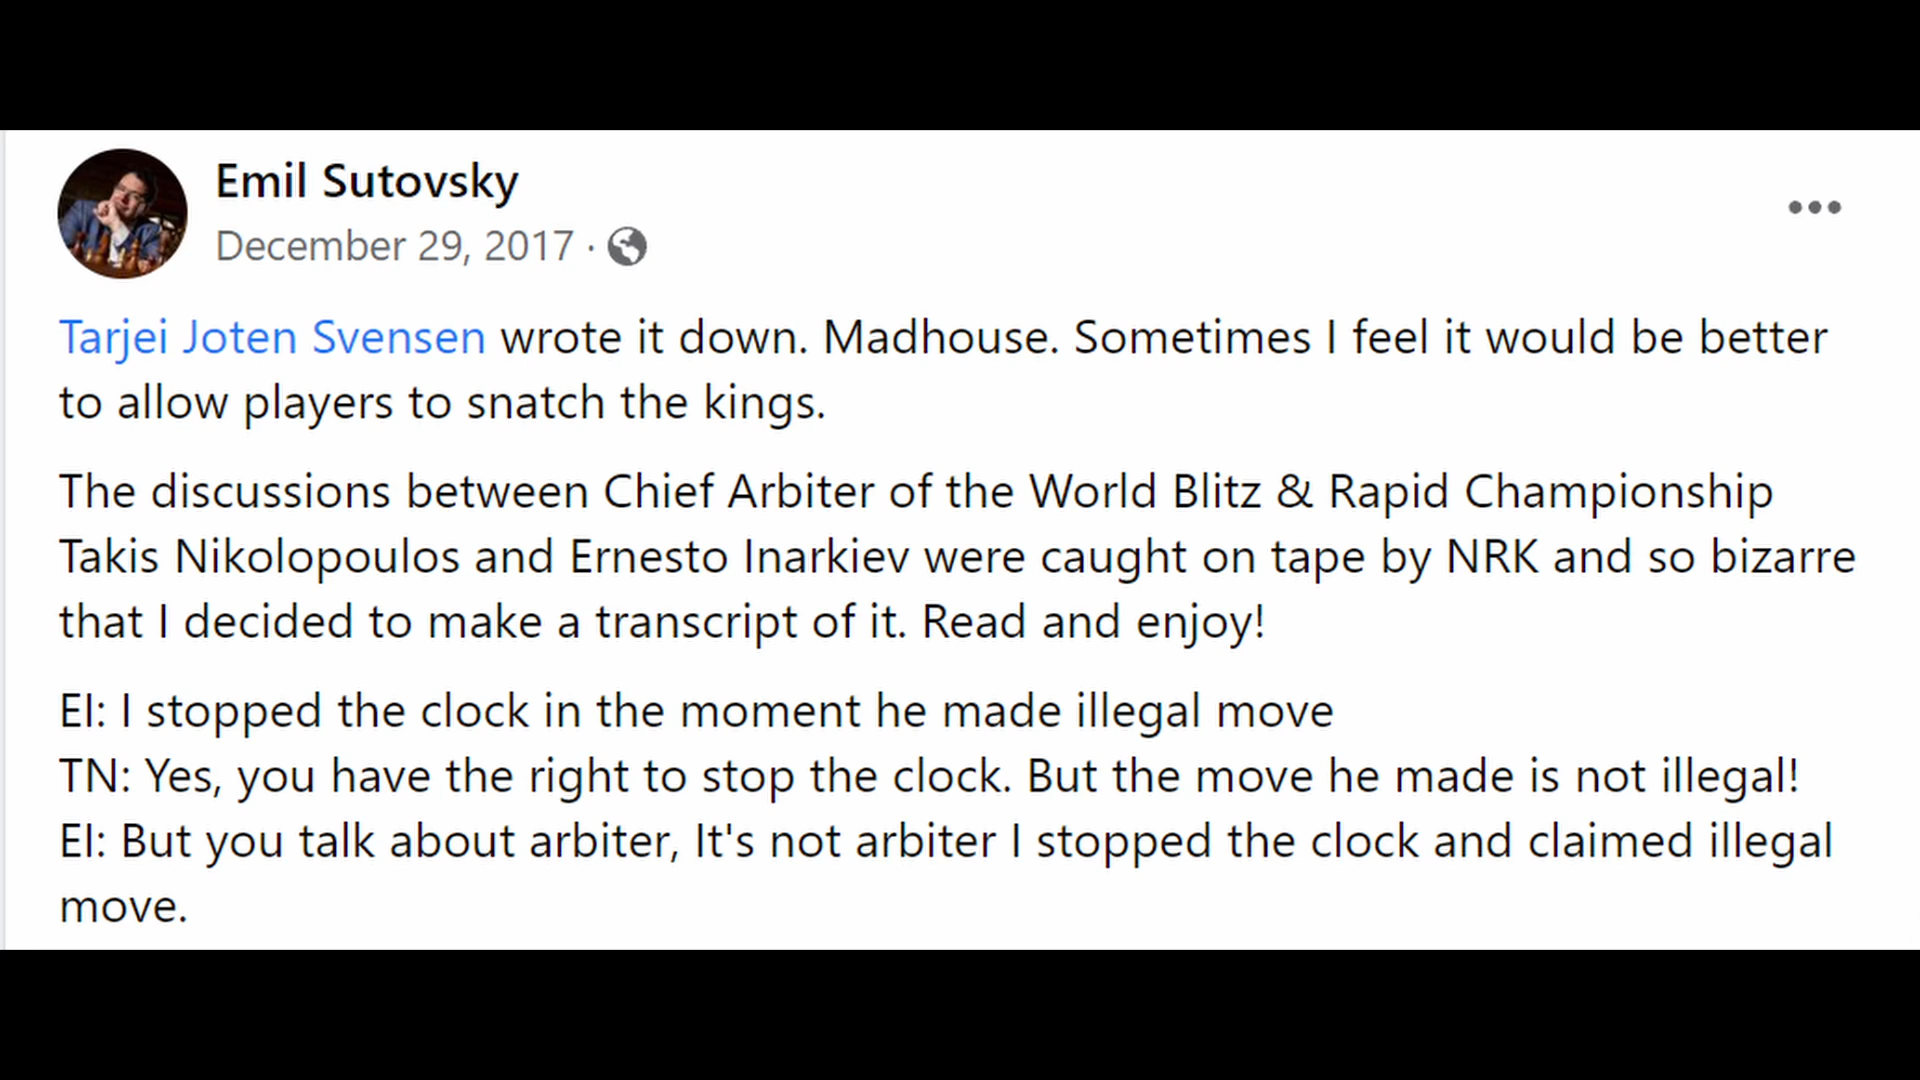 Emil Sutovsky
December 29, 2017 ·
Tarjei Joten Svensen wrote it down. Madhouse. Sometimes I feel it would be better
to allow players to snatch the kings.
The discussions between Chief Arbiter of the World Blitz & Rapid Championship
Takis Nikolopoulos and Ernesto Inarkiev were caught on tape by NRK and so bizarre
that I decided to make a transcript of it. Read and enjoy!
EI: I stopped the clock in the moment he made illegal move
TN: Yes, you have the right to stop the clock. But the move he made is not illegal!
EI: But you talk about arbiter, It's not arbiter I stopped the clock and claimed illegal
move.